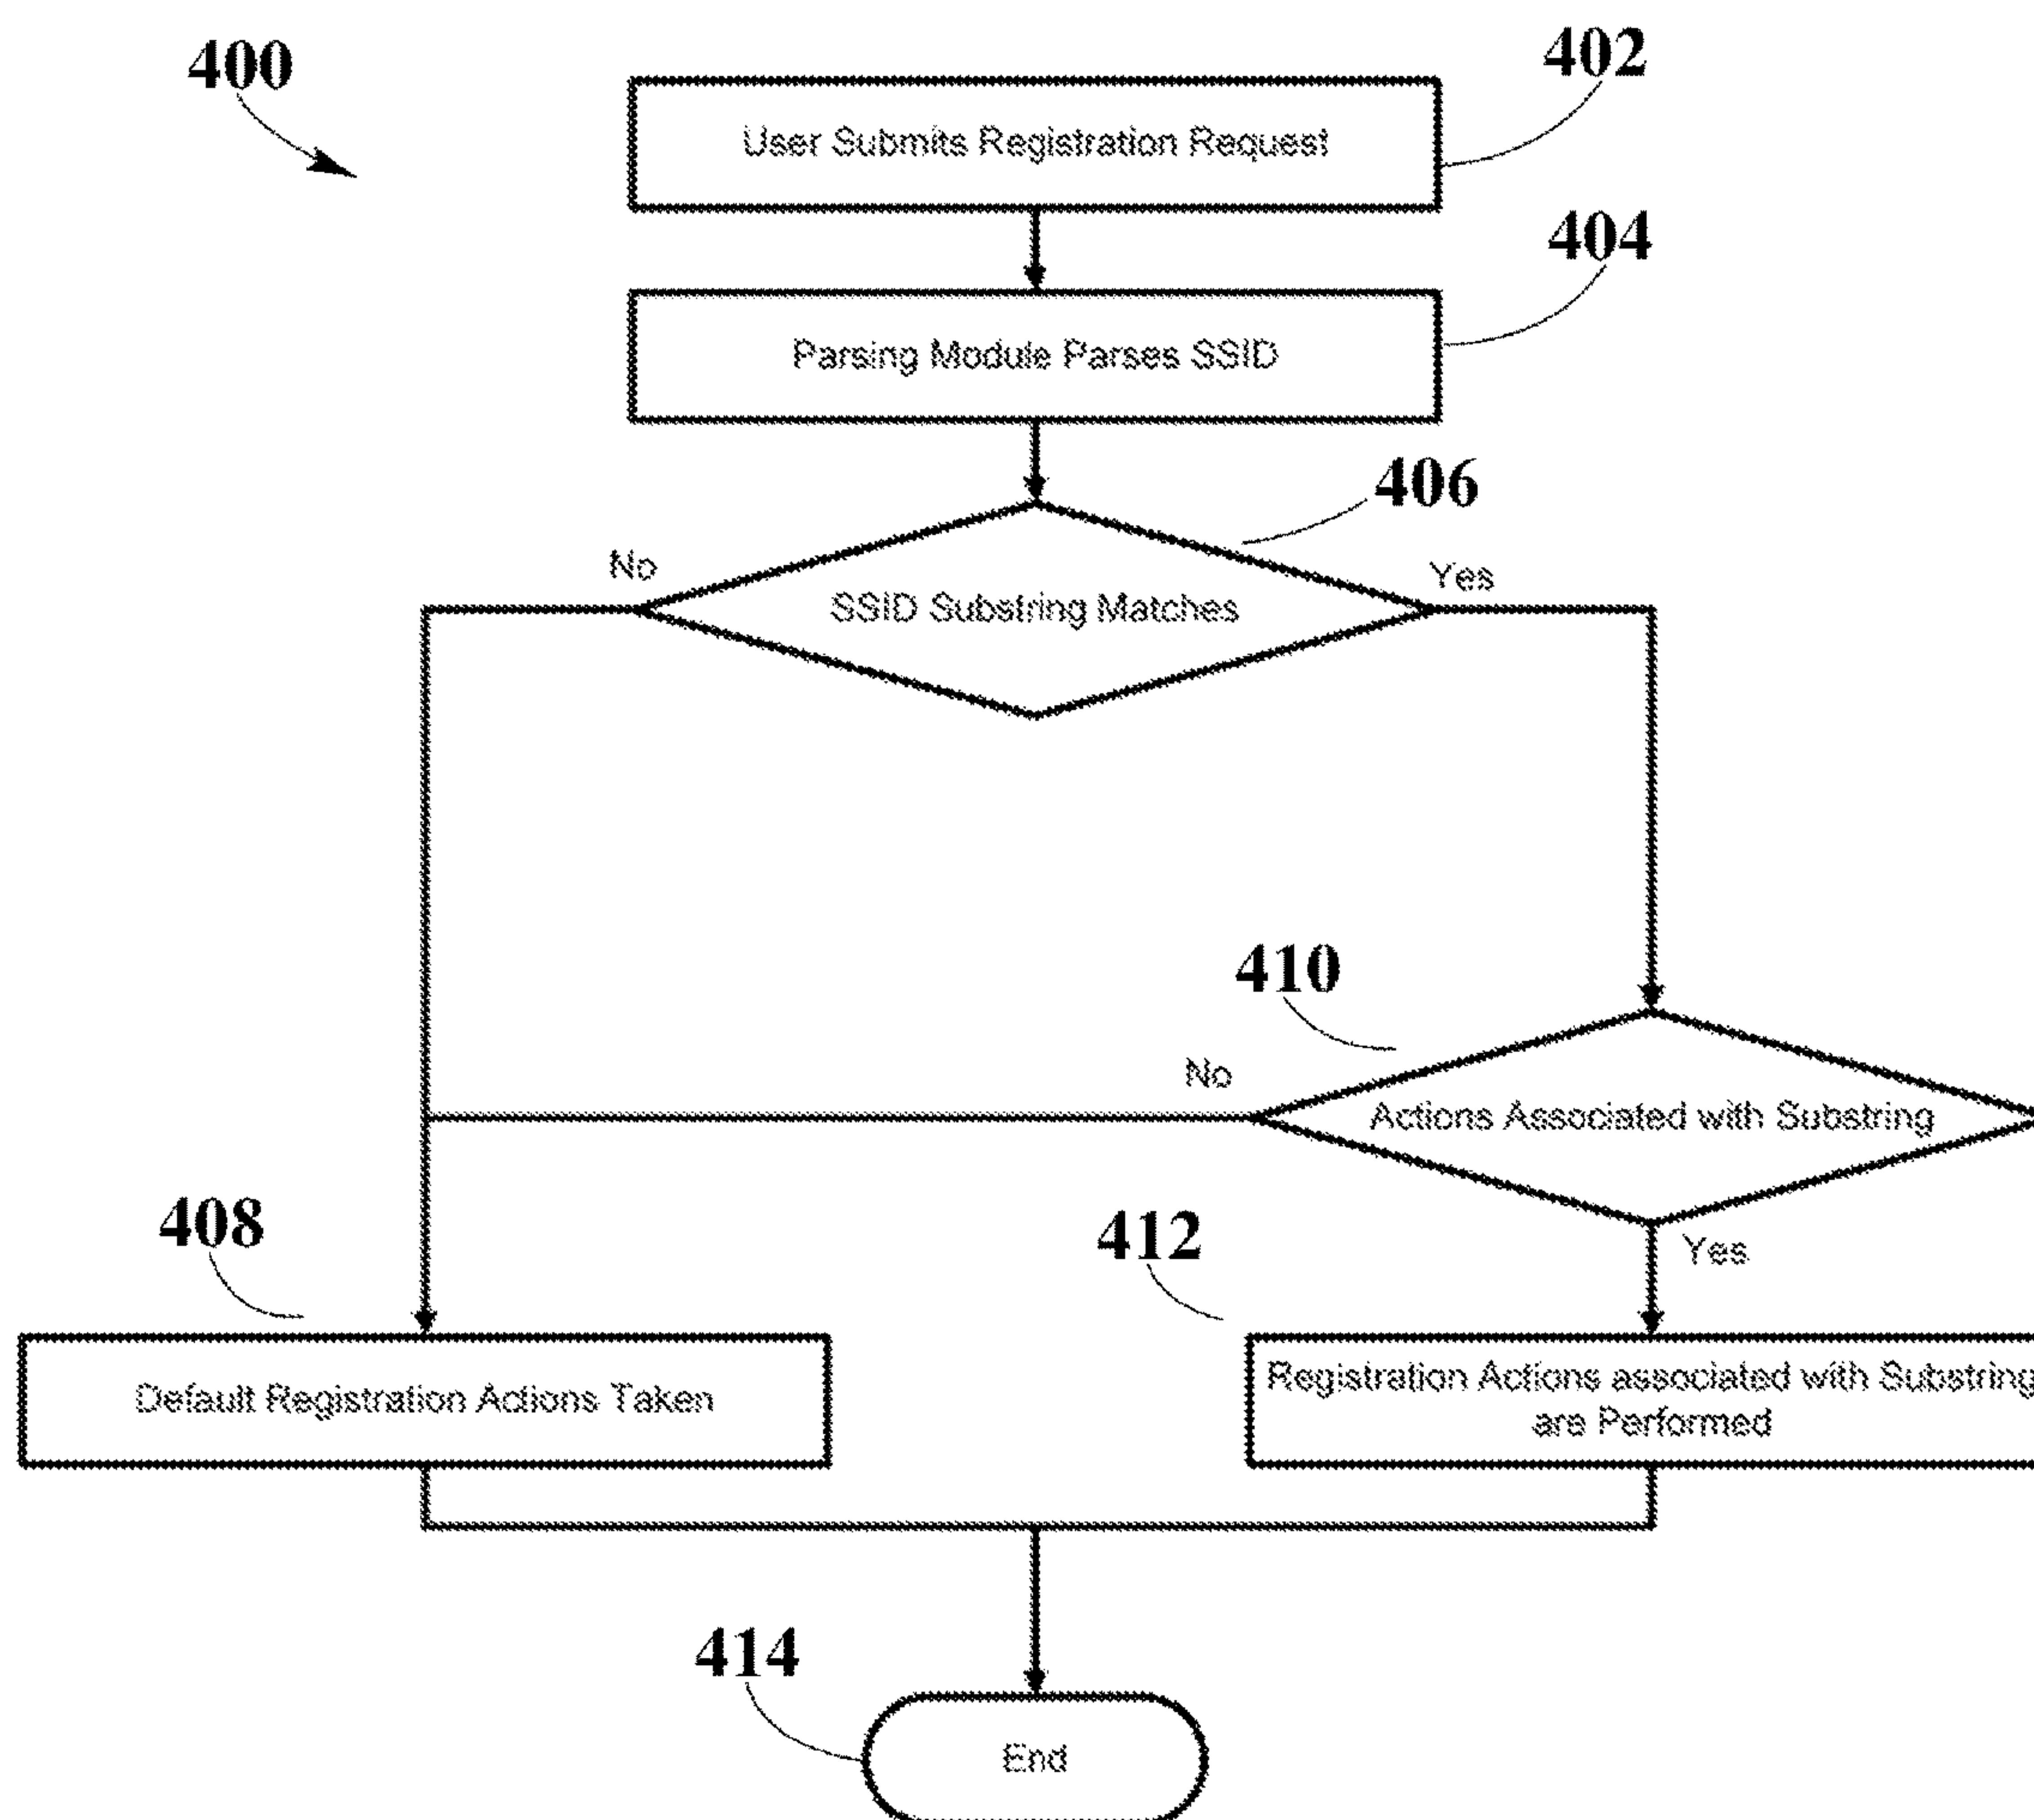 400
402
User Submits Registration Request
404
Parsing Module Parses SSID
406
No
Yes
SSID Substring Matches
410
No
Actions Associated with Substring
408
412
Yes
Default Registration Actions Taken
Registration Actions associated with Substring
are Performed
414
End